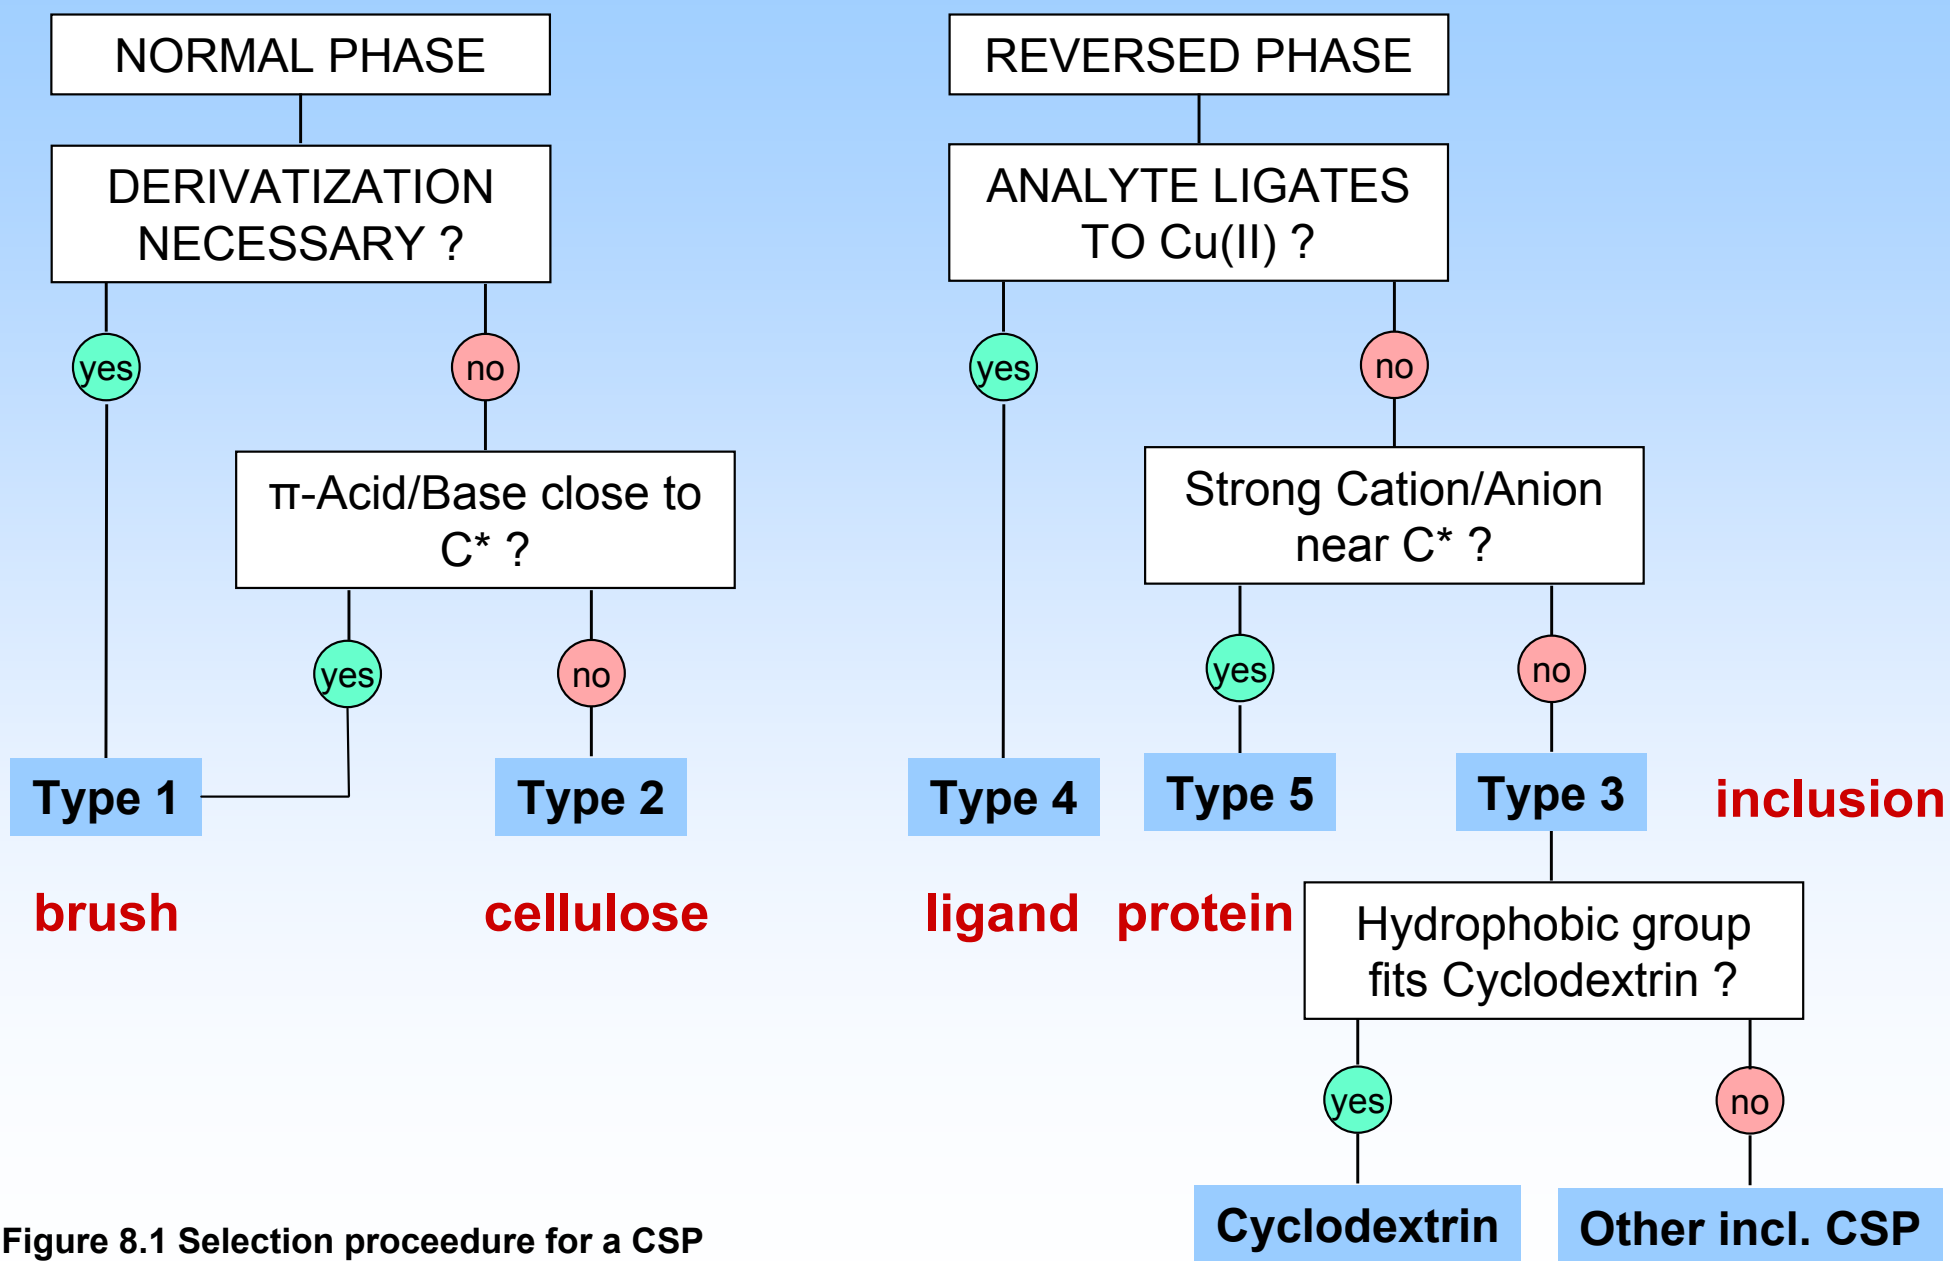 NORMAL PHASE
DERIVATIZATION
NECESSARY ?
yes
no
π-Acid/Base close to
C* ?
yes
no
Type 1
Type 2
brush
cellulose
REVERSED PHASE
ANALYTE LIGATES
TO Cu(II) ?
yes
no
Strong Cation/Anion
near C* ?
yes
no
Type 4
Type 5
Type 3
inclusion
ligand
protein
Hydrophobic group
fits Cyclodextrin ?
yes
no
Cyclodextrin
Other incl. CSP
Figure 8.1 Selection proceedure for a CSP